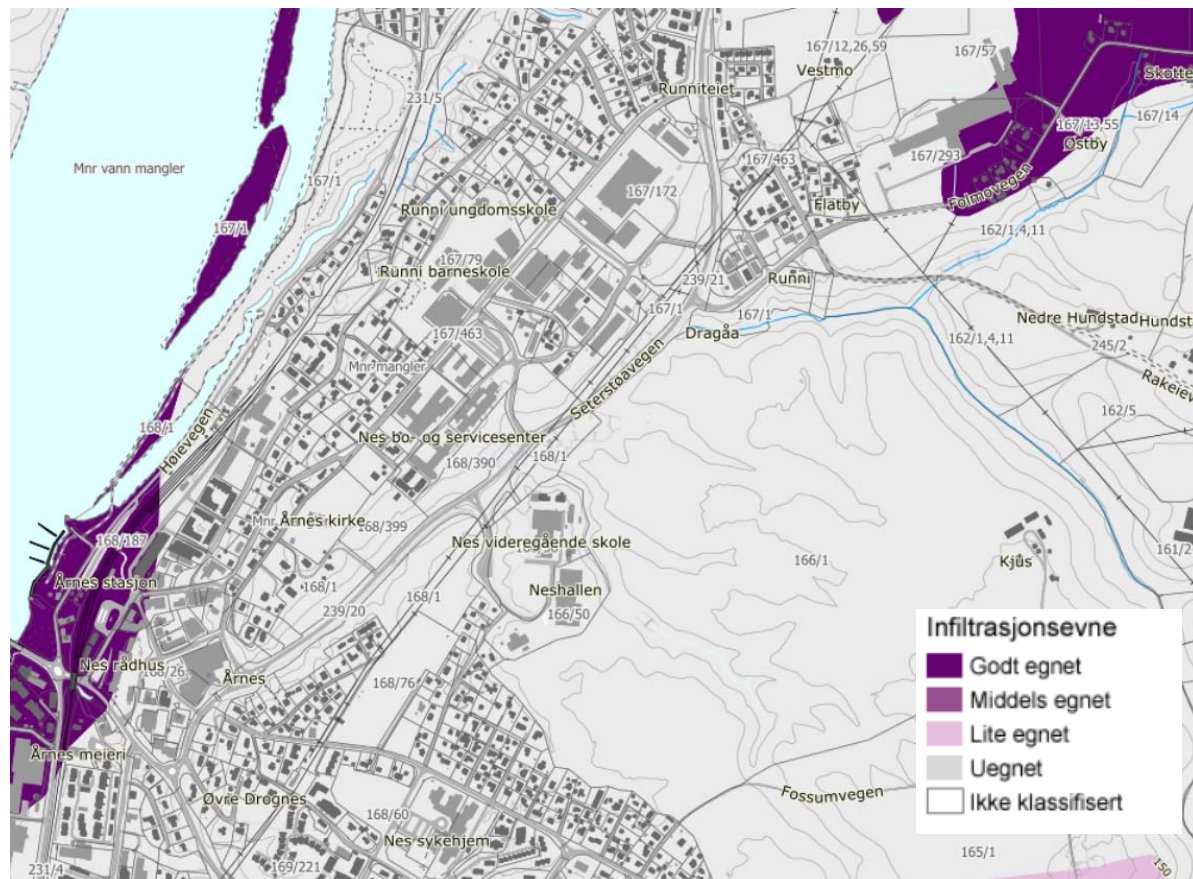 167/12,26,59
167/57
Vestmo
Skotte
Runniteiet
231/5
167/14
167/13,55
Østby
Mnr vann mangler
167/463
167/293
167/1
167/172
Folmovegen
Runni ungdomsskole
Flatby
162/1,4,11
167/1
167/79
Runni barneskole
239/21
Runni
167/1
167/1
Nedre Hundstad
Hundst
167/463
Dragåa
162/1,4,11
245/2
Mnr mangler
Rakeiev
Seterstøavegen
162/5
168/1
Høievegen
Nes bo- og servicesenter
168/390
168/1
Mnr
Årnes kirke
168/399
168/187
Nes videregående skole
161/2
Årnes stasjon
166/1
Kjus
168/1
Neshallen
239/20
168/1
166/50
Infiltrasjonsevne
Godt egnet
Middels egnet
Lite egnet
Uegnet
Ikke klassifisert
Nes rådhus
168/26
Årnes
168/76
Årnes meieri
Øvre Drognes
Fossumvegen
168/60
Nes sykehjem
231/4
169/221
165/1
150